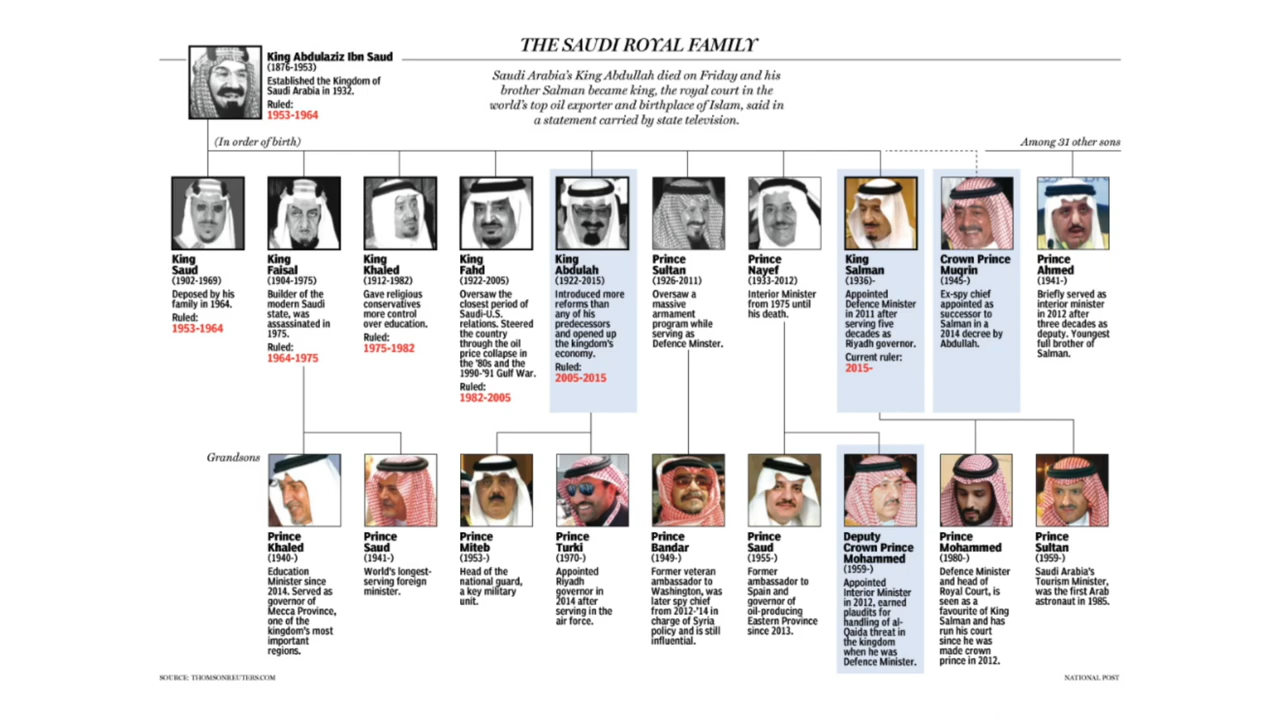 THE SAUDI ROYAL FAMILY
King Abdulaziz Ibn Saud
(1876-1953)
Established the Kingdom of
Saudi Arabia in 1932.
Ruled:
1953-1964
Saudi Arabia's King Abdullah died on Friday and his
brother Salman became king, the royal court in the
world's top oil exporter and birthplace of Islam, said in
a statement carried by state television.
(In order of birth)
Among 31 other sons
King
Saud
(1902-1969)
Deposed by his
family in 1964.
Ruled:
1953-1964
King
Faisal
(1904-1975)
Builder of the
modern Saudi
state, was
assassinated in
1975.
Ruled:
1964-1975
King
Khaled
(1912-1982)
Gave religious
conservatives
more control
over education.
Ruled:
1975-1982
King
Fahd
(1922-2005)
Oversaw the
closest period of
Saudi-U.S.
relations. Steered
the country
through the oil
price collapse in
the '80s and the
1990-'91 Gulf War.
Ruled:
1982-2005
King
Abdulah
(1922-2015)
Introduced more
reforms than
any of his
predecessors
and opened up
the kingdom's
economy.
Ruled:
2005-2015
Prince
Sultan
(1926-2011)
Oversaw a
massive
armament
program while
serving as
Defence Minster.
Prince
Nayef
(1933-2012)
Interior Minister
from 1975 until
his death.
King
Salman
(1936)-
Appointed
Defence Minister
in 2011 after
serving five
decades as
Riyadh governor.
Current ruler:
2015-
Crown Prince
Muqrin
(1945-)
Ex-spy chief
appointed as
successor to
Salman in a
2014 decree by
Abdullah.
Prince
Ahmed
(1941-)
Briefly served as
interior minister
in 2012 after
three decades as
deputy. Youngest
full brother of
Salman.
Grandsons
Prince
Khaled
(1940-)
Education
Minister since
2014. Served as
governor of
Mecca Province,
one of the
kingdom's most
important
regions.
Prince
Saud
(1941-)
World's longest-
serving foreign
minister.
Prince
Miteb
(1953-)
Head of the
national guard,
a key military
unit.
Prince
Turki
(1970-)
Appointed
Riyadh
governor in
2014 after
serving in the
air force.
Prince
Bandar
(1949-)
Former veteran
ambassador to
Washington, was
later spy chief
from 2012-'14 in
charge of Syria
policy and is still
influential.
Prince
Saud
(1955-)
Former
ambassador to
Spain and
governor of
oil-producing
Eastern Province
since 2013.
Deputy
Crown Prince
Mohammed
(1959-)
Appointed
Interior Minister
in 2012, earned
plaudits for
handling of al-
Qaida threat in
the kingdom
when he was
Defence Minister.
Prince
Mohammed
(1980-)
Defence Minister
and head of
Royal Court, is
seen as a
favourite of King
Salman and has
run his court
since he was
made crown
prince in 2012.
Prince
Sultan
(1959-)
Saudi Arabia's
Tourism Minister,
was the first Arab
astronaut in 1985.
SOURCE: THOMSONREUTERS.COM
NATIONAL POST